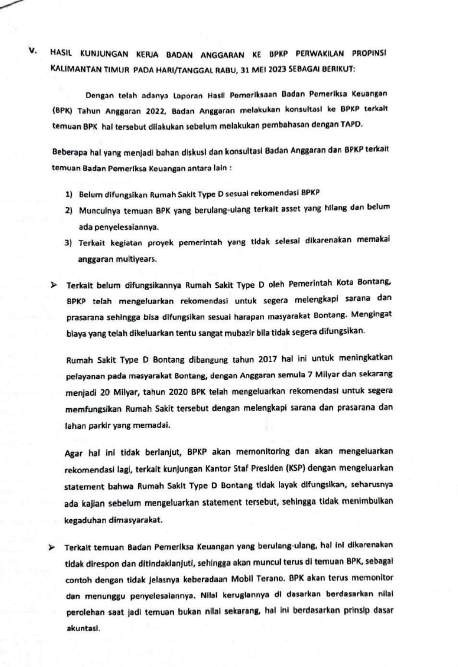 V. HASIL KUNJUNGAN KERJA BADAN ANGGARAN KE BPKP PERWAKILAN PROPINSI
KALIMANTAN TIMUR PADA HARI/TANGGAL RABU, 31 MEI 2023 SEBAGAI BERIKUT:
Dengan telah adanya Laporan Hasil Pemeriksaan Badan Pemeriksa Keuangan
(BPK) Tahun Anggaran 2022, Badan Anggaran melakukan konsultasi ke BPKP terkait
temuan BPK hal tersebut dilakukan sebelum melakukan pembahasan dengan TAPD.
Beberapa hal yang menjadi bahan diskusi dan konsultasi Badan Anggaran dan BPKP terkait
temuan Badan Pemeriksa Keuangan antara lain :
1) Belum difungsikan Rumah Sakit Type D sesuai rekomendasi BPKP
2) Munculnya temuan BPK yang berulang-ulang terkait asset yang hilang dan belum
ada penyelesaiannya.
3) Terkait kegiatan proyek pemerintah yang tidak selesai dikarenakan memakai
anggaran multiyears.
➢ Terkait belum difungsikannya Rumah Sakit Type D oleh Pemerintah Kota Bontang,
BPKP telah mengeluarkan rekomendasi untuk segera melengkapi sarana dan
prasarana sehingga bisa difungsikan sesuai harapan masyarakat Bontang. Mengingat
biaya yang telah dikeluarkan tentu sangat mubazir bila tidak segera difungsikan.
Rumah Sakit Type D Bontang dibangung tahun 2017 hal ini untuk meningkatkan
pelayanan pada masyarakat Bontang, dengan Anggaran semula 7 Milyar dan sekarang
menjadi 20 Milyar, tahun 2020 BPK telah mengeluarkan rekomendasi untuk segera
memfungsikan Rumah Sakit tersebut dengan melengkapi sarana dan prasarana dan
lahan parkir yang memadai.
Agar hal ini tidak berlanjut, BPKP akan memonitoring dan akan mengeluarkan
rekomendasi lagi, terkait kunjungan Kantor Staf Presiden (KSP) dengan mengeluarkan
statement bahwa Rumah Sakit Type D Bontang tidak layak difungsikan, seharusnya
ada kajian sebelum mengeluarkan statement tersebut, sehingga tidak menimbulkan
kegaduhan dimasyarakat.
➢ Terkait temuan Badan Pemeriksa Keuangan yang berulang-ulang, hal ini dikarenakan
tidak direspon dan ditindaklanjuti, sehingga akan muncul terus di temuan BPK, sebagai
contoh dengan tidak jelasnya keberadaan Mobil Terano. BPK akan terus memonitor
dan menunggu penyelesaiannya. Nilai kerugiannya di dasarkan berdasarkan nilai
perolehan saat jadi temuan bukan nilai sekarang, hal ini berdasarkan prinsip dasar
akuntasi.